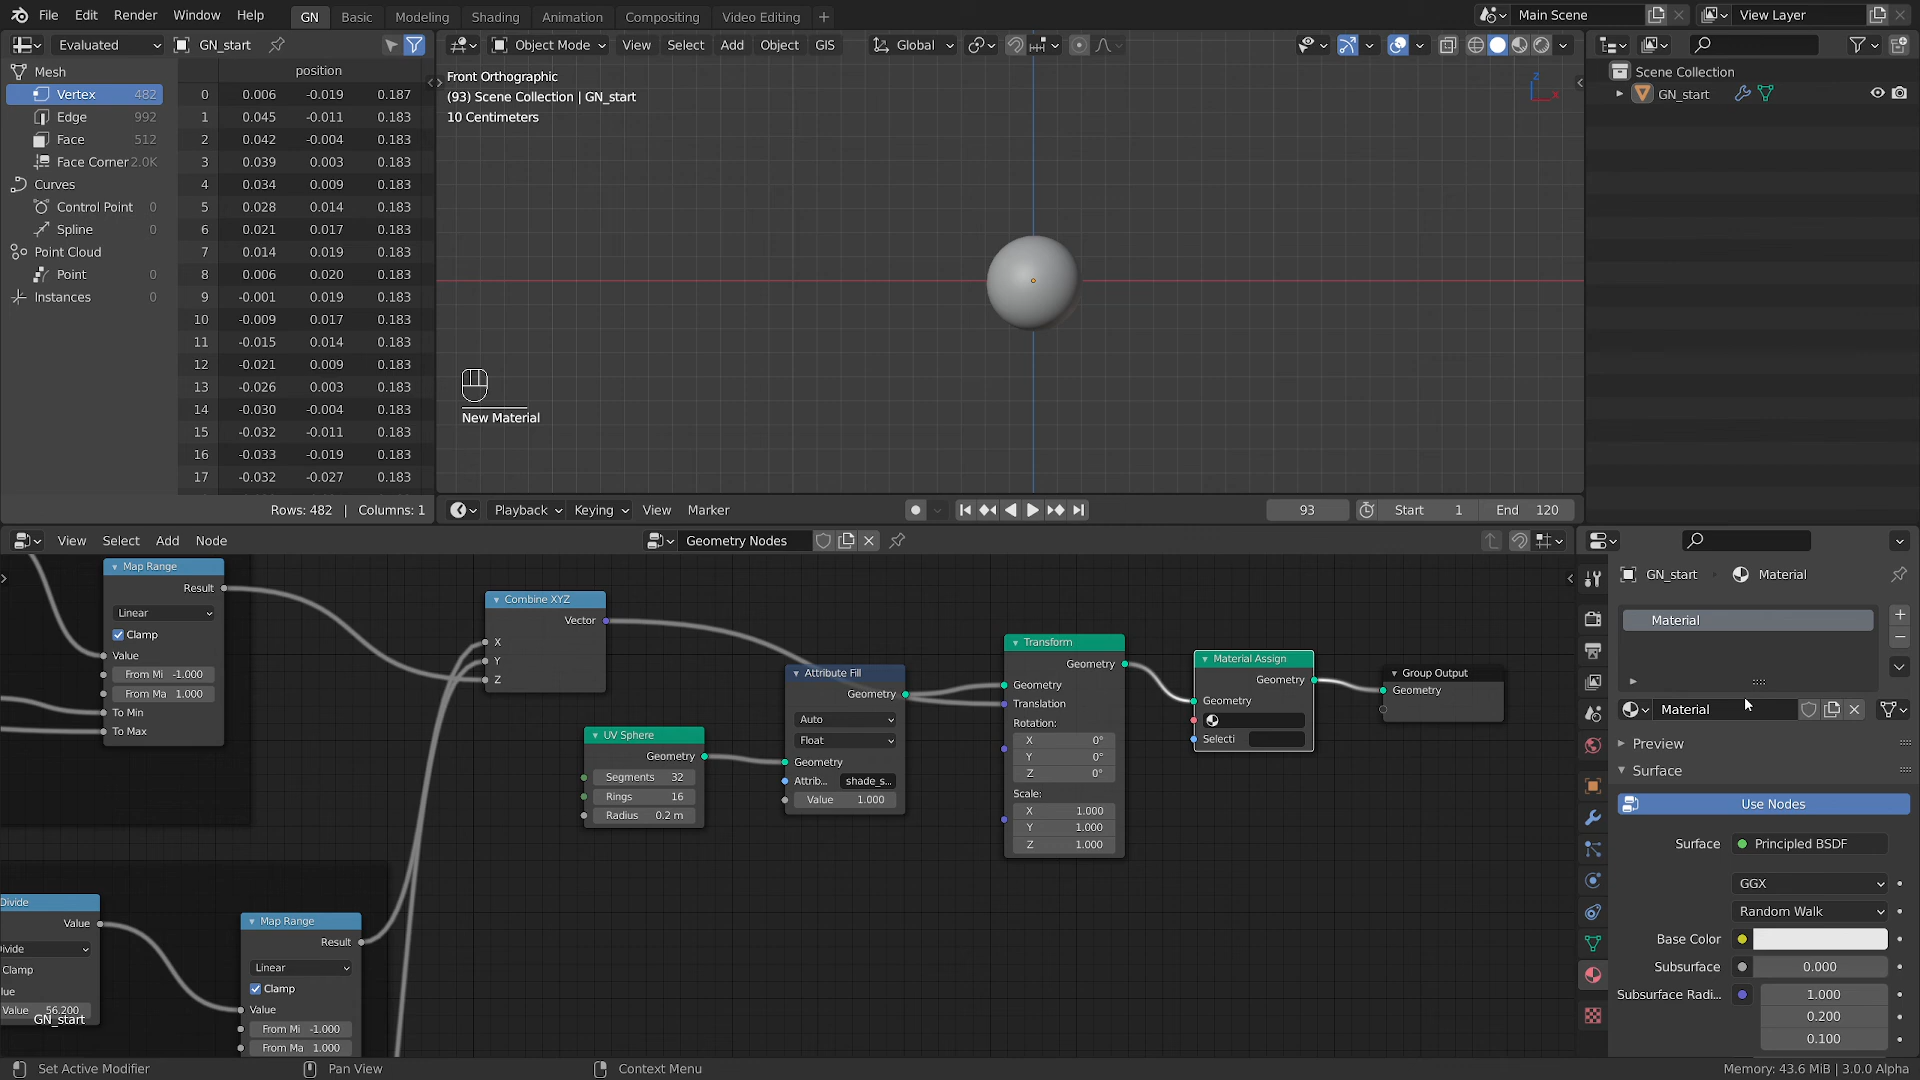 File Edit Render Window Help GN Basic Modeling Shading Animation Compositing Video Editing + Main Scene View Layer
Evaluated GN_start Object Mode View Select Add Object GIS Global
Mesh position
Vertex 482
Edge 992
Face 512
Face Corner 2.0K
Curves
Control Point 0
Spline 0
Point Cloud
Point 0
Instances 0
0 0.006 -0.019 0.187
1 0.045 -0.011 0.183
2 0.042 -0.004 0.183
3 0.039 0.003 0.183
4 0.034 0.009 0.183
5 0.028 0.014 0.183
6 0.021 0.017 0.183
7 0.014 0.019 0.183
8 0.006 0.020 0.183
9 -0.001 0.019 0.183
10 -0.009 0.017 0.183
11 -0.015 0.014 0.183
12 -0.021 0.009 0.183
13 -0.026 0.003 0.183
14 -0.030 -0.004 0.183
15 -0.032 -0.011 0.183
16 -0.033 -0.019 0.183
17 -0.032 -0.027 0.183
Rows: 482 | Columns: 1
Front Orthographic
(93) Scene Collection | GN_start
10 Centimeters
Z
X
New Material
Scene Collection
GN_start
Playback Keying View Marker 93 Start 1 End 120
View Select Add Node Geometry Nodes
Map Range
Result
Linear
Clamp
Value
From Mi -1.000
From Ma 1.000
To Min
To Max
Combine XYZ
Vector
X
Y
Z
UV Sphere
Geometry
Segments 32
Rings 16
Radius 0.2 m
Attribute Fill
Geometry
Auto
Float
Geometry
Attrib... shade_s...
Value 1.000
Transform
Geometry
Geometry
Translation
Rotation:
X 0°
Y 0°
Z 0°
Scale:
X 1.000
Y 1.000
Z 1.000
Material Assign
Geometry
Geometry
Selecti
Group Output
Geometry
Divide
Value
ivide
Clamp
lue
Value 56.200
GN_start
Map Range
Result
Linear
Clamp
Value
From Mi -1.000
From Ma 1.000
GN_start Material
Material
Material
Preview
Surface
Use Nodes
Surface Principled BSDF
GGX
Random Walk
Base Color
Subsurface 0.000
Subsurface Radi... 1.000
0.200
0.100
Set Active Modifier Pan View Context Menu Memory: 43.6 MiB | 3.0.0 Alpha